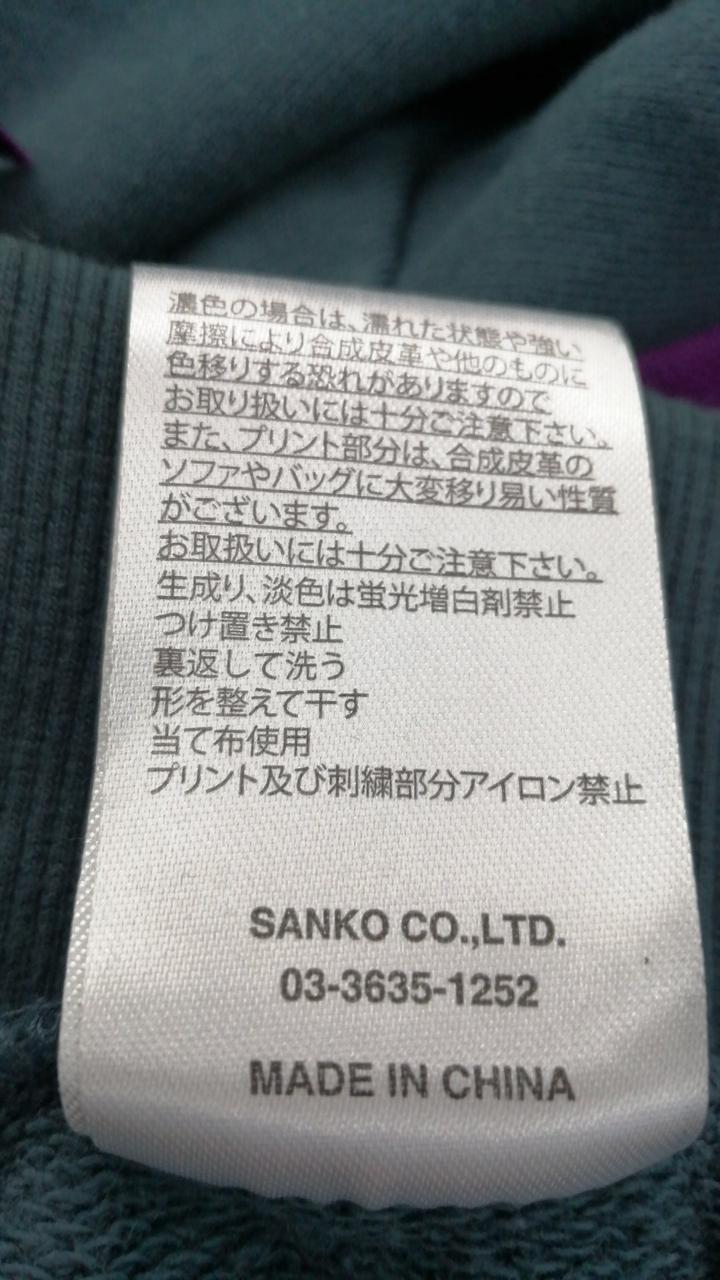 濃色の場合は、濡れた状態や強い
摩擦により合成皮革や他のものに
色移りする恐れがありますので
お取り扱いには十分ご注意下さい。
また、プリント部分は、合成皮革の
ソファやバッグに大変移り易い性質
がございます。
お取扱いには十分ご注意下さい。
生成り、淡色は蛍光増白剤禁止
つけ置き禁止
裏返して洗う
形を整えて干す
当て布使用
プリント及び刺繍部分アイロン禁止
SANKO CO.,LTD.
03-3635-1252
MADE IN CHINA